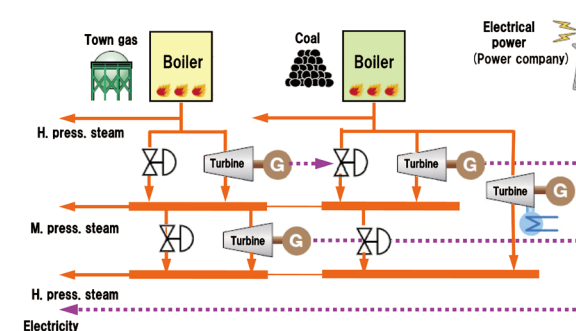 Town gas
Boiler
Coal
Boiler
Electrical
power
(Power company)
H. press. steam
Turbine
G
Turbine
G
Turbine
G
M. press. steam
Turbine
G
H. press. steam
Electricity